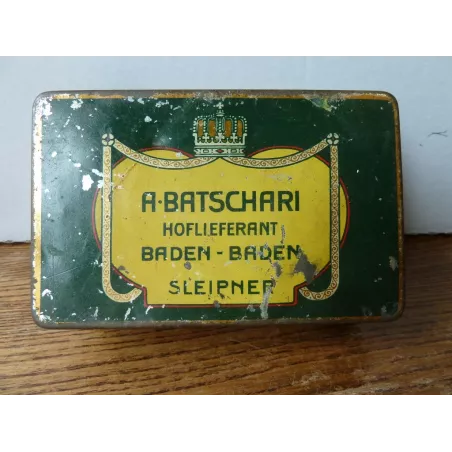 A·BATSCHARI
HOFLIEFERANT
BADEN-BADEN
SLEIPNER